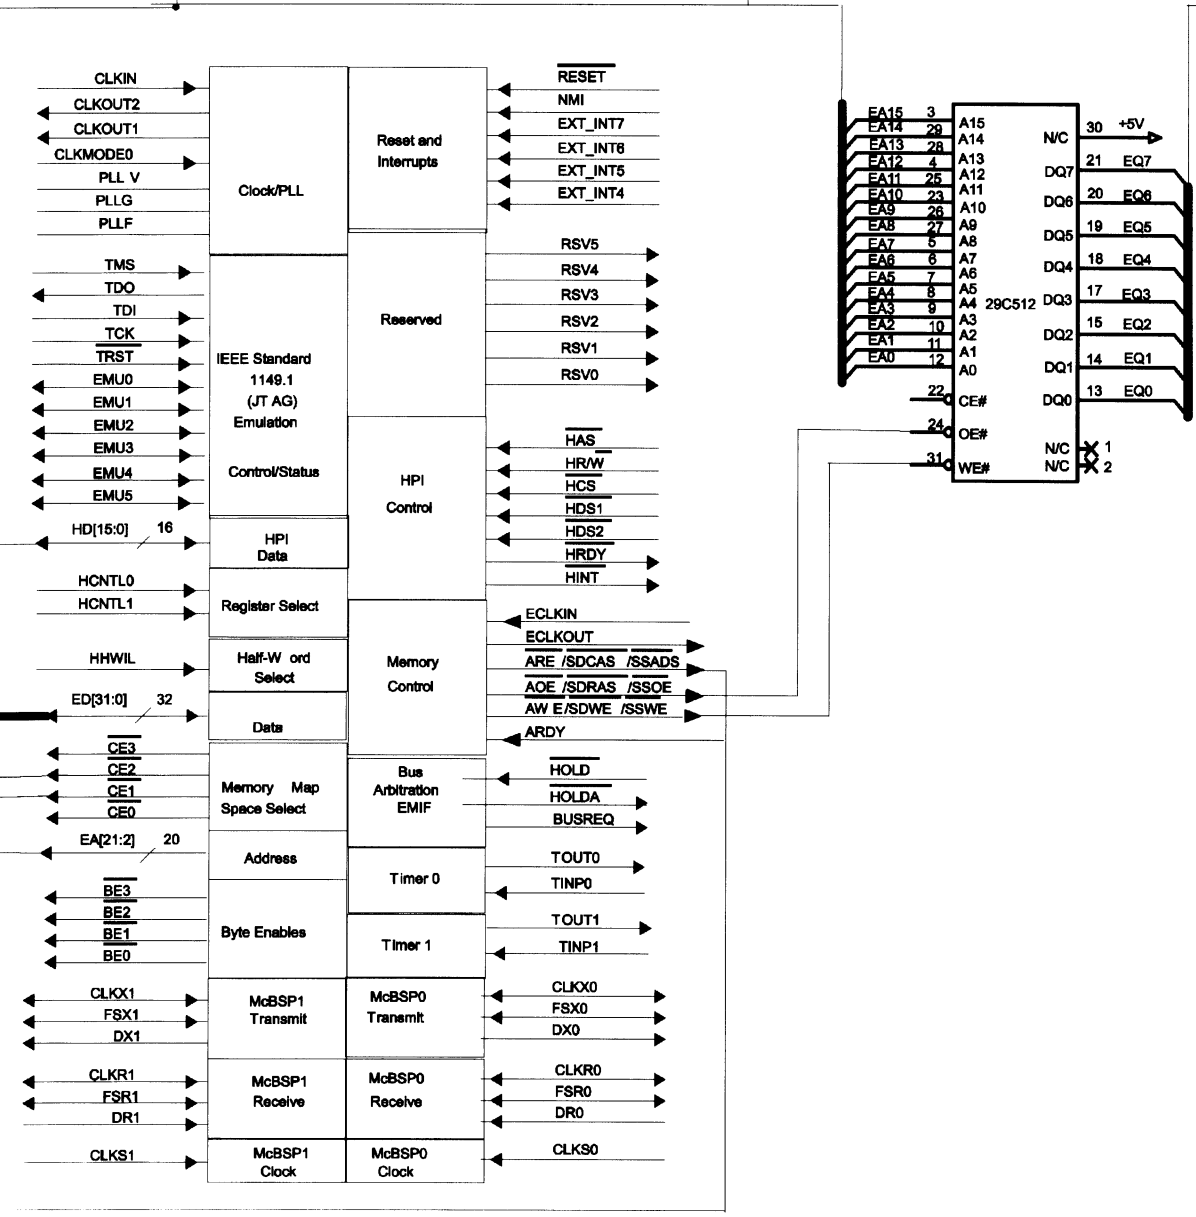 CLKIN
CLKOUT2
CLKOUT1
CLKMODE0
PLL V
PLLG
PLLF
Clock/PLL
Reset and
Interrupts
RESET
NMI
EXT_INT7
EXT_INT6
EXT_INT5
EXT_INT4
TMS
TDO
TDI
TCK
TRST
EMU0
EMU1
EMU2
EMU3
EMU4
EMU5
IEEE Standard
1149.1
(JT AG)
Emulation
Control/Status
Reserved
RSV5
RSV4
RSV3
RSV2
RSV1
RSV0
HPI
Control
HAS
HR/W
HCS
HDS1
HDS2
HRDY
HINT
HD[15:0] 16
HPI
Data
HCNTL0
HCNTL1
Register Select
HHWIL
Half-W ord
Select
ED[31:0] 32
Data
Memory
Control
ECLKIN
ECLKOUT
ARE /SDCAS /SSADS
AOE /SDRAS /SSOE
AW E/SDWE /SSWE
ARDY
CE3
CE2
CE1
CE0
Memory Map
Space Select
Bus
Arbitration
EMIF
HOLD
HOLDA
BUSREQ
EA[21:2] 20
Address
Timer 0
TOUT0
TINP0
BE3
BE2
BE1
BE0
Byte Enables
Timer 1
TOUT1
TINP1
CLKX1
FSX1
DX1
McBSP1
Transmit
McBSP0
Transmit
CLKX0
FSX0
DX0
CLKR1
FSR1
DR1
McBSP1
Receive
McBSP0
Receive
CLKR0
FSR0
DR0
CLKS1
McBSP1
Clock
McBSP0
Clock
CLKS0
EA15 3 A15
EA14 29 A14
EA13 28 A13
EA12 4 A12
EA11 25 A11
EA10 23 A10
EA9 26 A9
EA8 27 A8
EA7 5 A7
EA6 6 A6
EA5 7 A5
EA4 8 A4
EA3 9 A3
EA2 10 A2
EA1 11 A1
EA0 12 A0
22 CE#
24 OE#
31 WE#
29C512
N/C 30 +5V
DQ7 21 EQ7
DQ6 20 EQ6
DQ5 19 EQ5
DQ4 18 EQ4
DQ3 17 EQ3
DQ2 15 EQ2
DQ1 14 EQ1
DQ0 13 EQ0
N/C 1
N/C 2